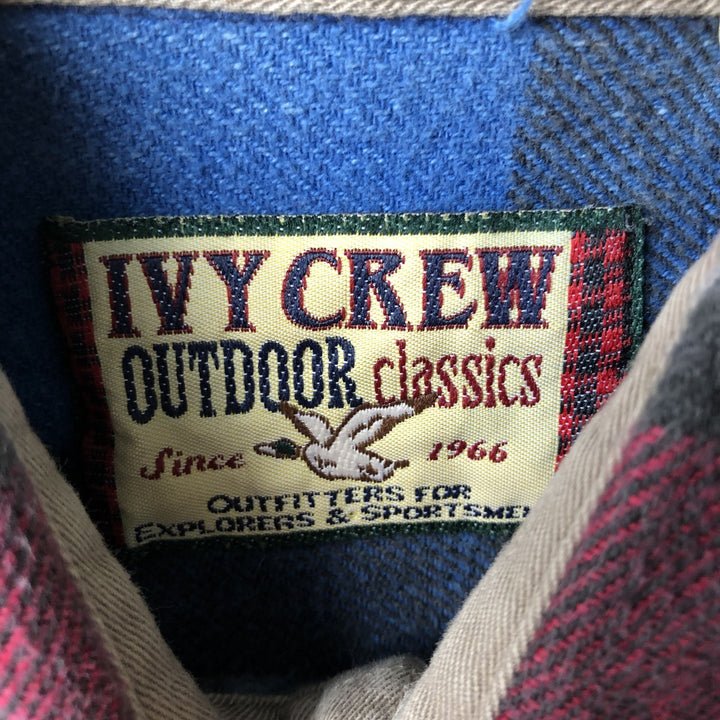 IVY CREW
OUTDOOR classics
Since 1966
OUTFITTERS FOR
EXPLORERS & SPORTSMEN